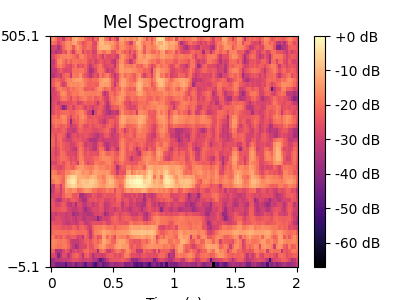 Mel Spectrogram
505.1
−5.1
0
0.5
1
1.5
2
+0 dB
-10 dB
-20 dB
-30 dB
-40 dB
-50 dB
-60 dB